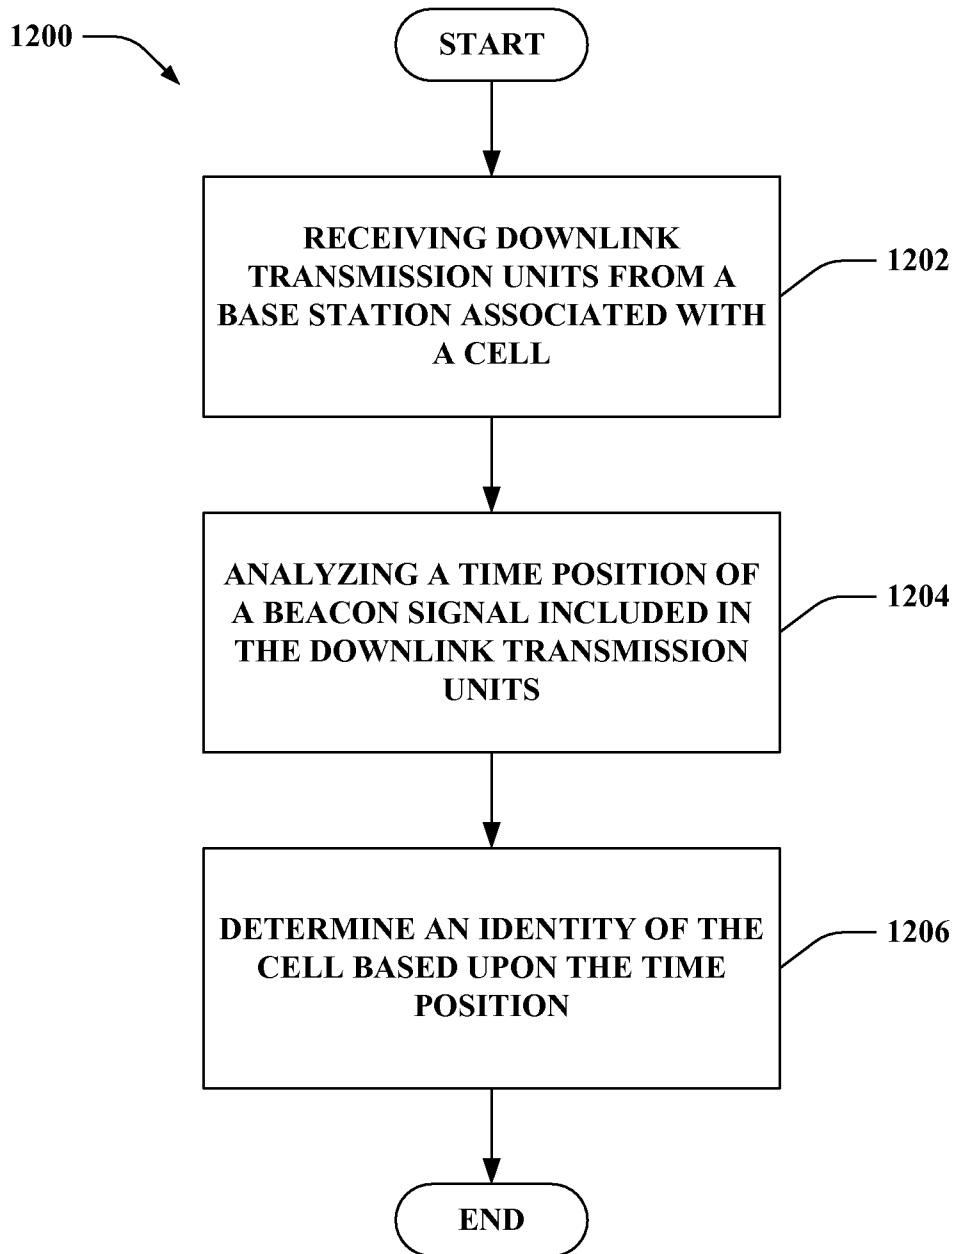 1200
START
RECEIVING DOWNLINK
TRANSMISSION UNITS FROM A
BASE STATION ASSOCIATED WITH
A CELL
1202
ANALYZING A TIME POSITION OF
A BEACON SIGNAL INCLUDED IN
THE DOWNLINK TRANSMISSION
UNITS
1204
DETERMINE AN IDENTITY OF THE
CELL BASED UPON THE TIME
POSITION
1206
END